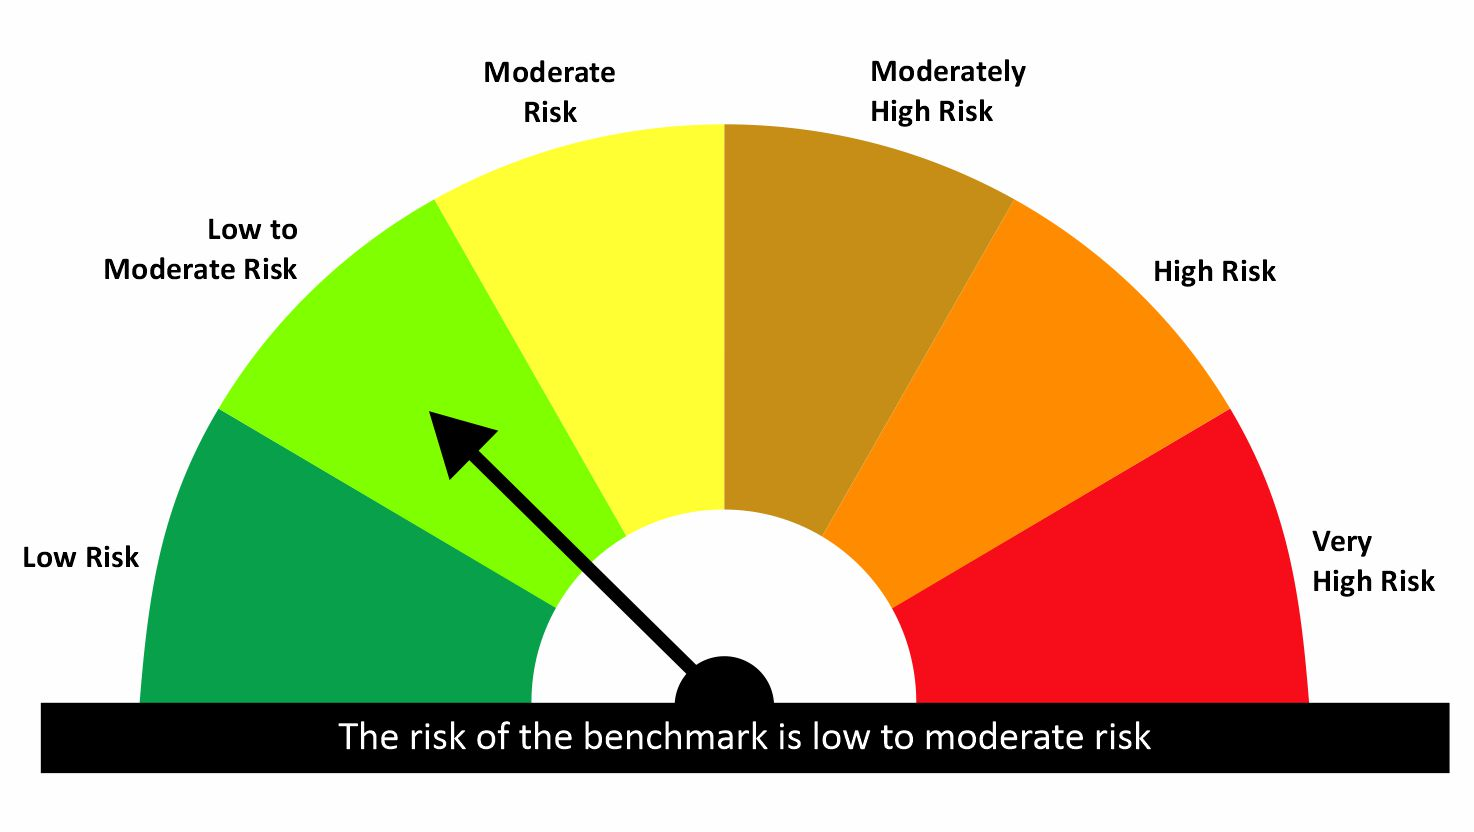 Moderate
Risk
Moderately
High Risk
Low to
Moderate Risk
High Risk
Low Risk
Very
High Risk
The risk of the benchmark is low to moderate risk